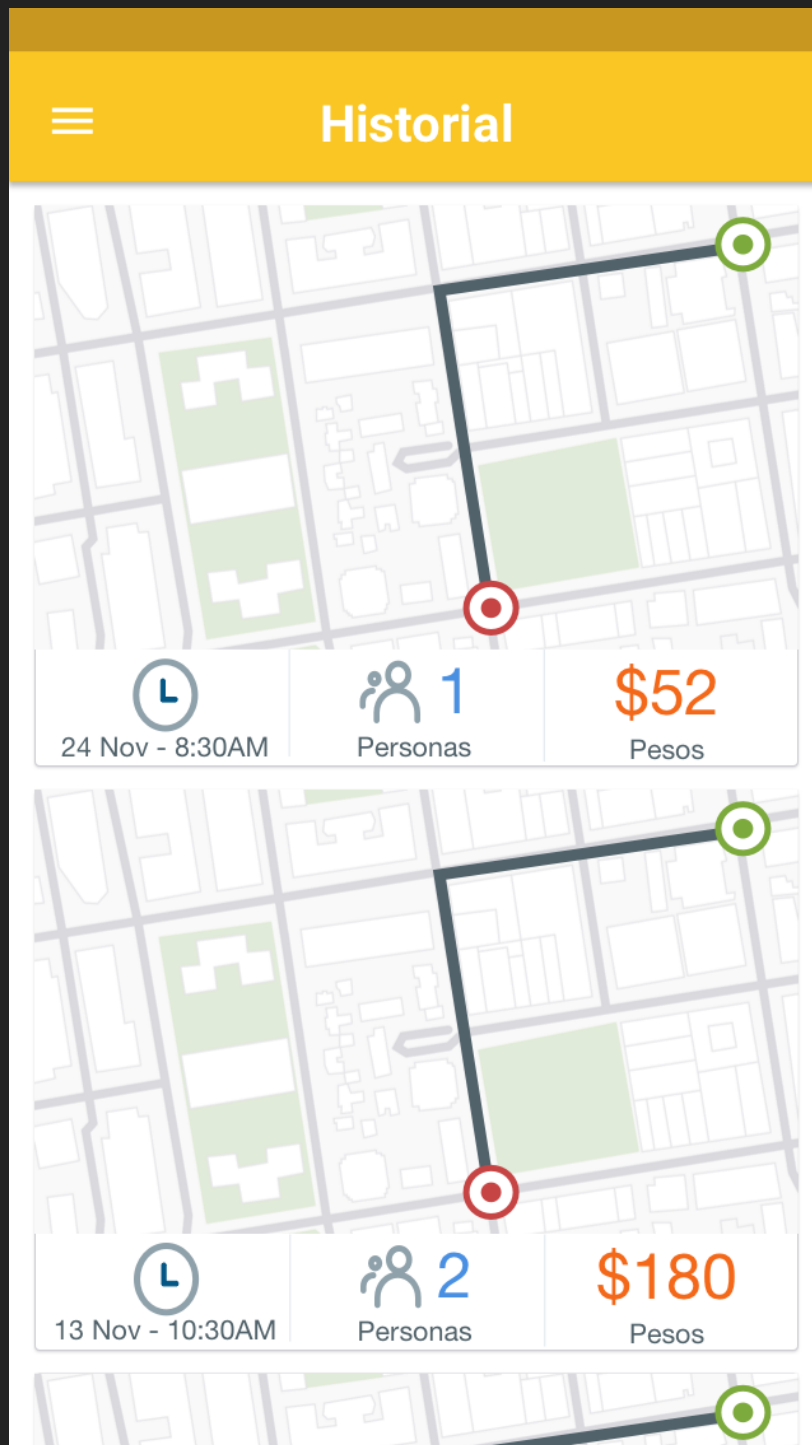 Historial
24 Nov - 8:30AM
1
Personas
$52
Pesos
13 Nov - 10:30AM
2
Personas
$180
Pesos